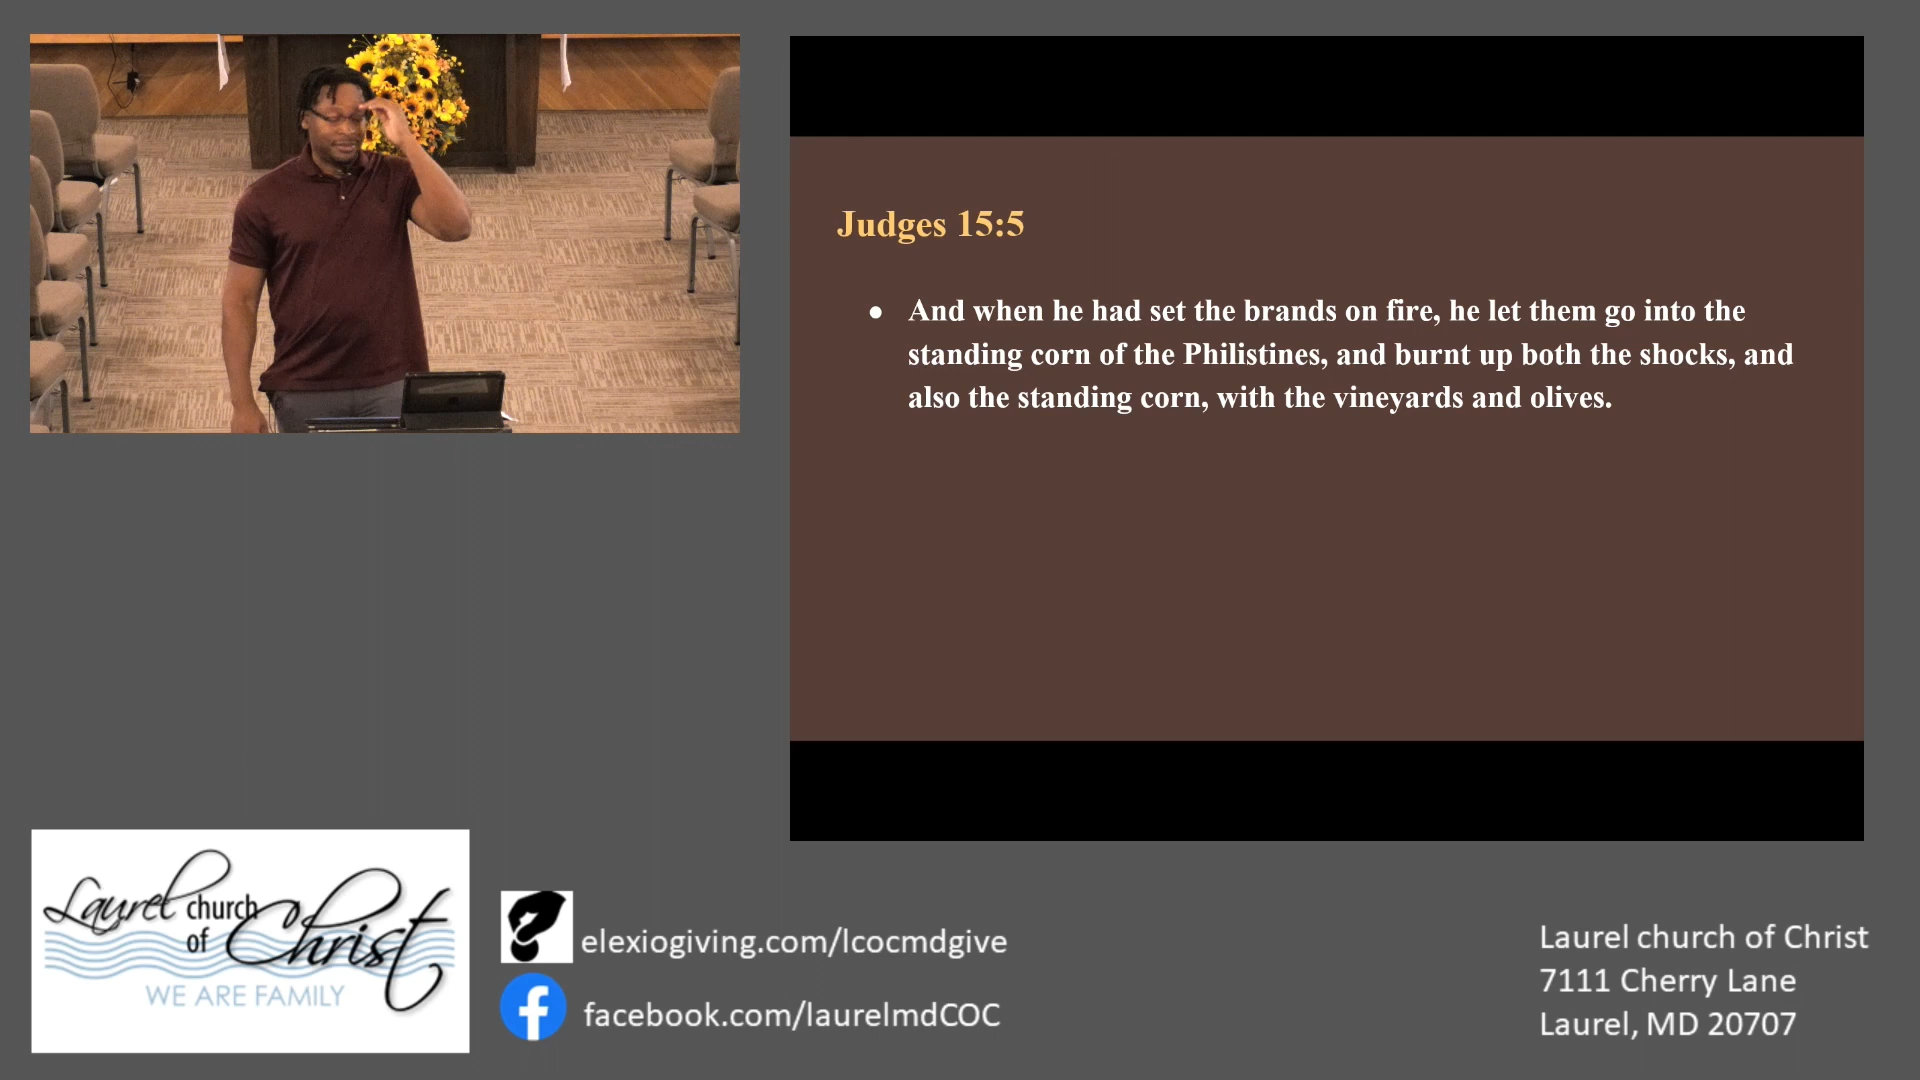 Judges 15:5
● And when he had set the brands on fire, he let them go into the
standing corn of the Philistines, and burnt up both the shocks, and
also the standing corn, with the vineyards and olives.
Laurel church
of Christ
WE ARE FAMILY
elexiogiving.com/lcocmdgive
facebook.com/laurelmdCOC
Laurel church of Christ
7111 Cherry Lane
Laurel, MD 20707